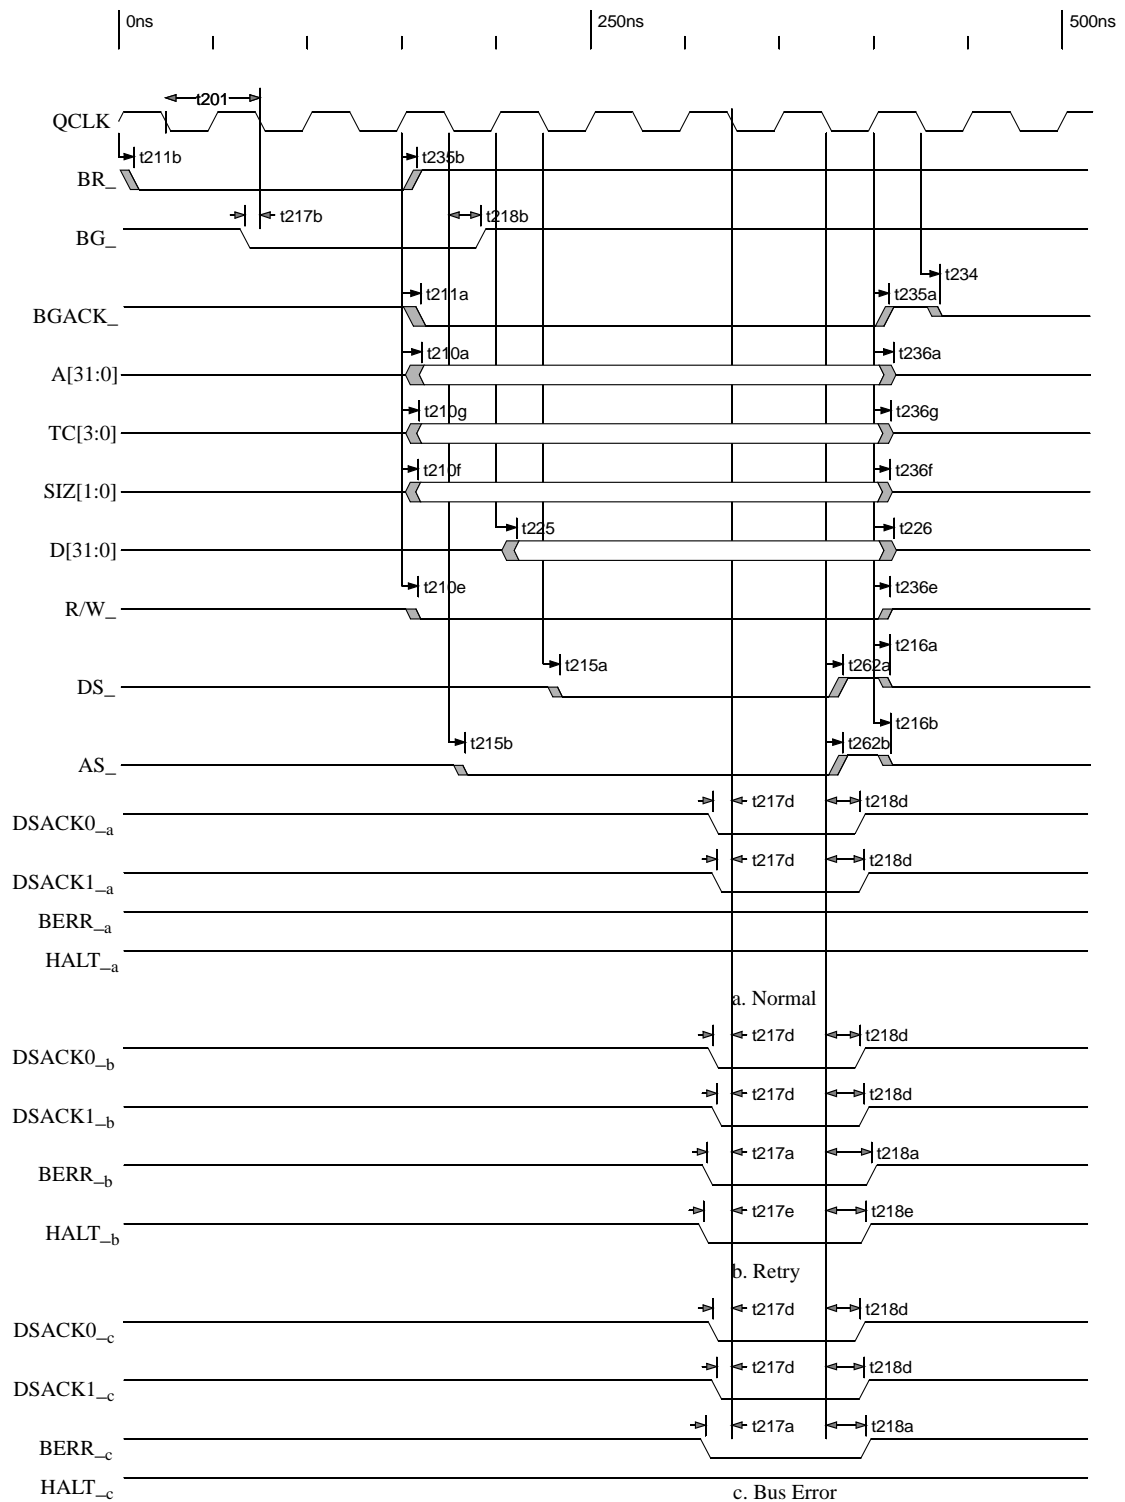 0ns 250ns 500ns
t201
QCLK
t211b t235b
BR_
t217b t218b
BG_
t234
t211a t235a
BGACK_
t210a t236a
A[31:0]
t210g t236g
TC[3:0]
t210f t236f
SIZ[1:0]
t225 t226
D[31:0]
t210e t236e
R/W_
t216a
t215a t262a
DS_
t216b
t215b t262b
AS_
t217d t218d
DSACK0_a
t217d t218d
DSACK1_a
BERR_a
HALT_a
a. Normal
t217d t218d
DSACK0_b
t217d t218d
DSACK1_b
t217a t218a
BERR_b
t217e t218e
HALT_b
b. Retry
t217d t218d
DSACK0_c
t217d t218d
DSACK1_c
t217a t218a
BERR_c
HALT_c
c. Bus Error